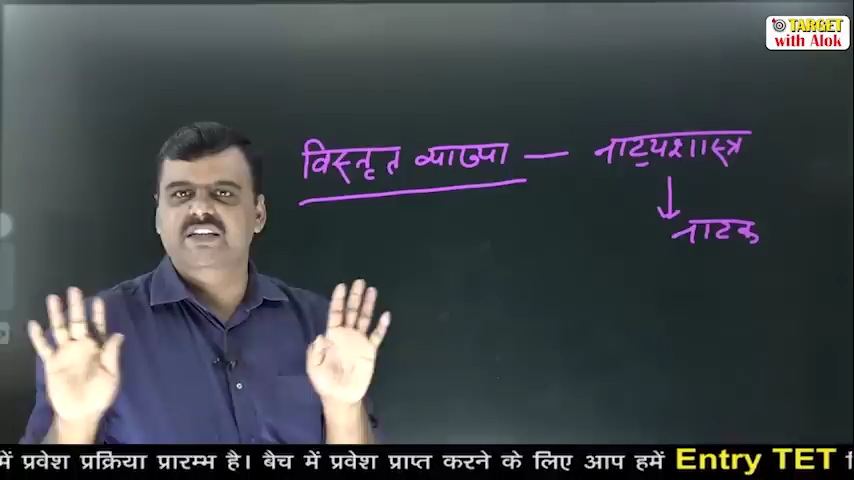 TARGET
with Alok
विस्तृत व्याख्या — नाट्यशास्त्र
↓
नाटक
में प्रवेश प्रक्रिया प्रारम्भ है। बैच में प्रवेश प्राप्त करने के लिए आप हमें Entry TET